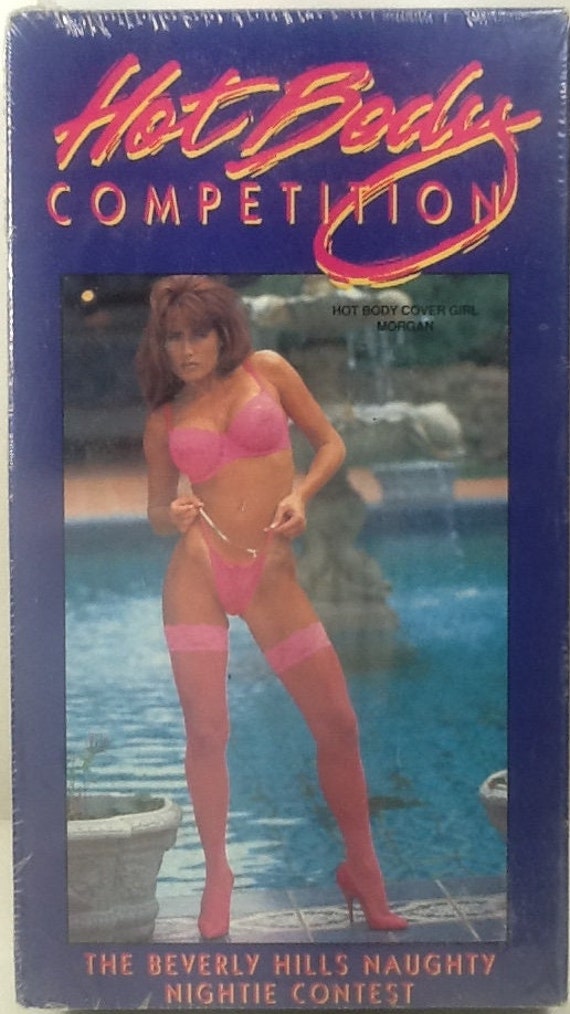 Hot Body
COMPETITION
HOT BODY COVER GIRL
MORGAN
THE BEVERLY HILLS NAUGHTY
NIGHTIE CONTEST